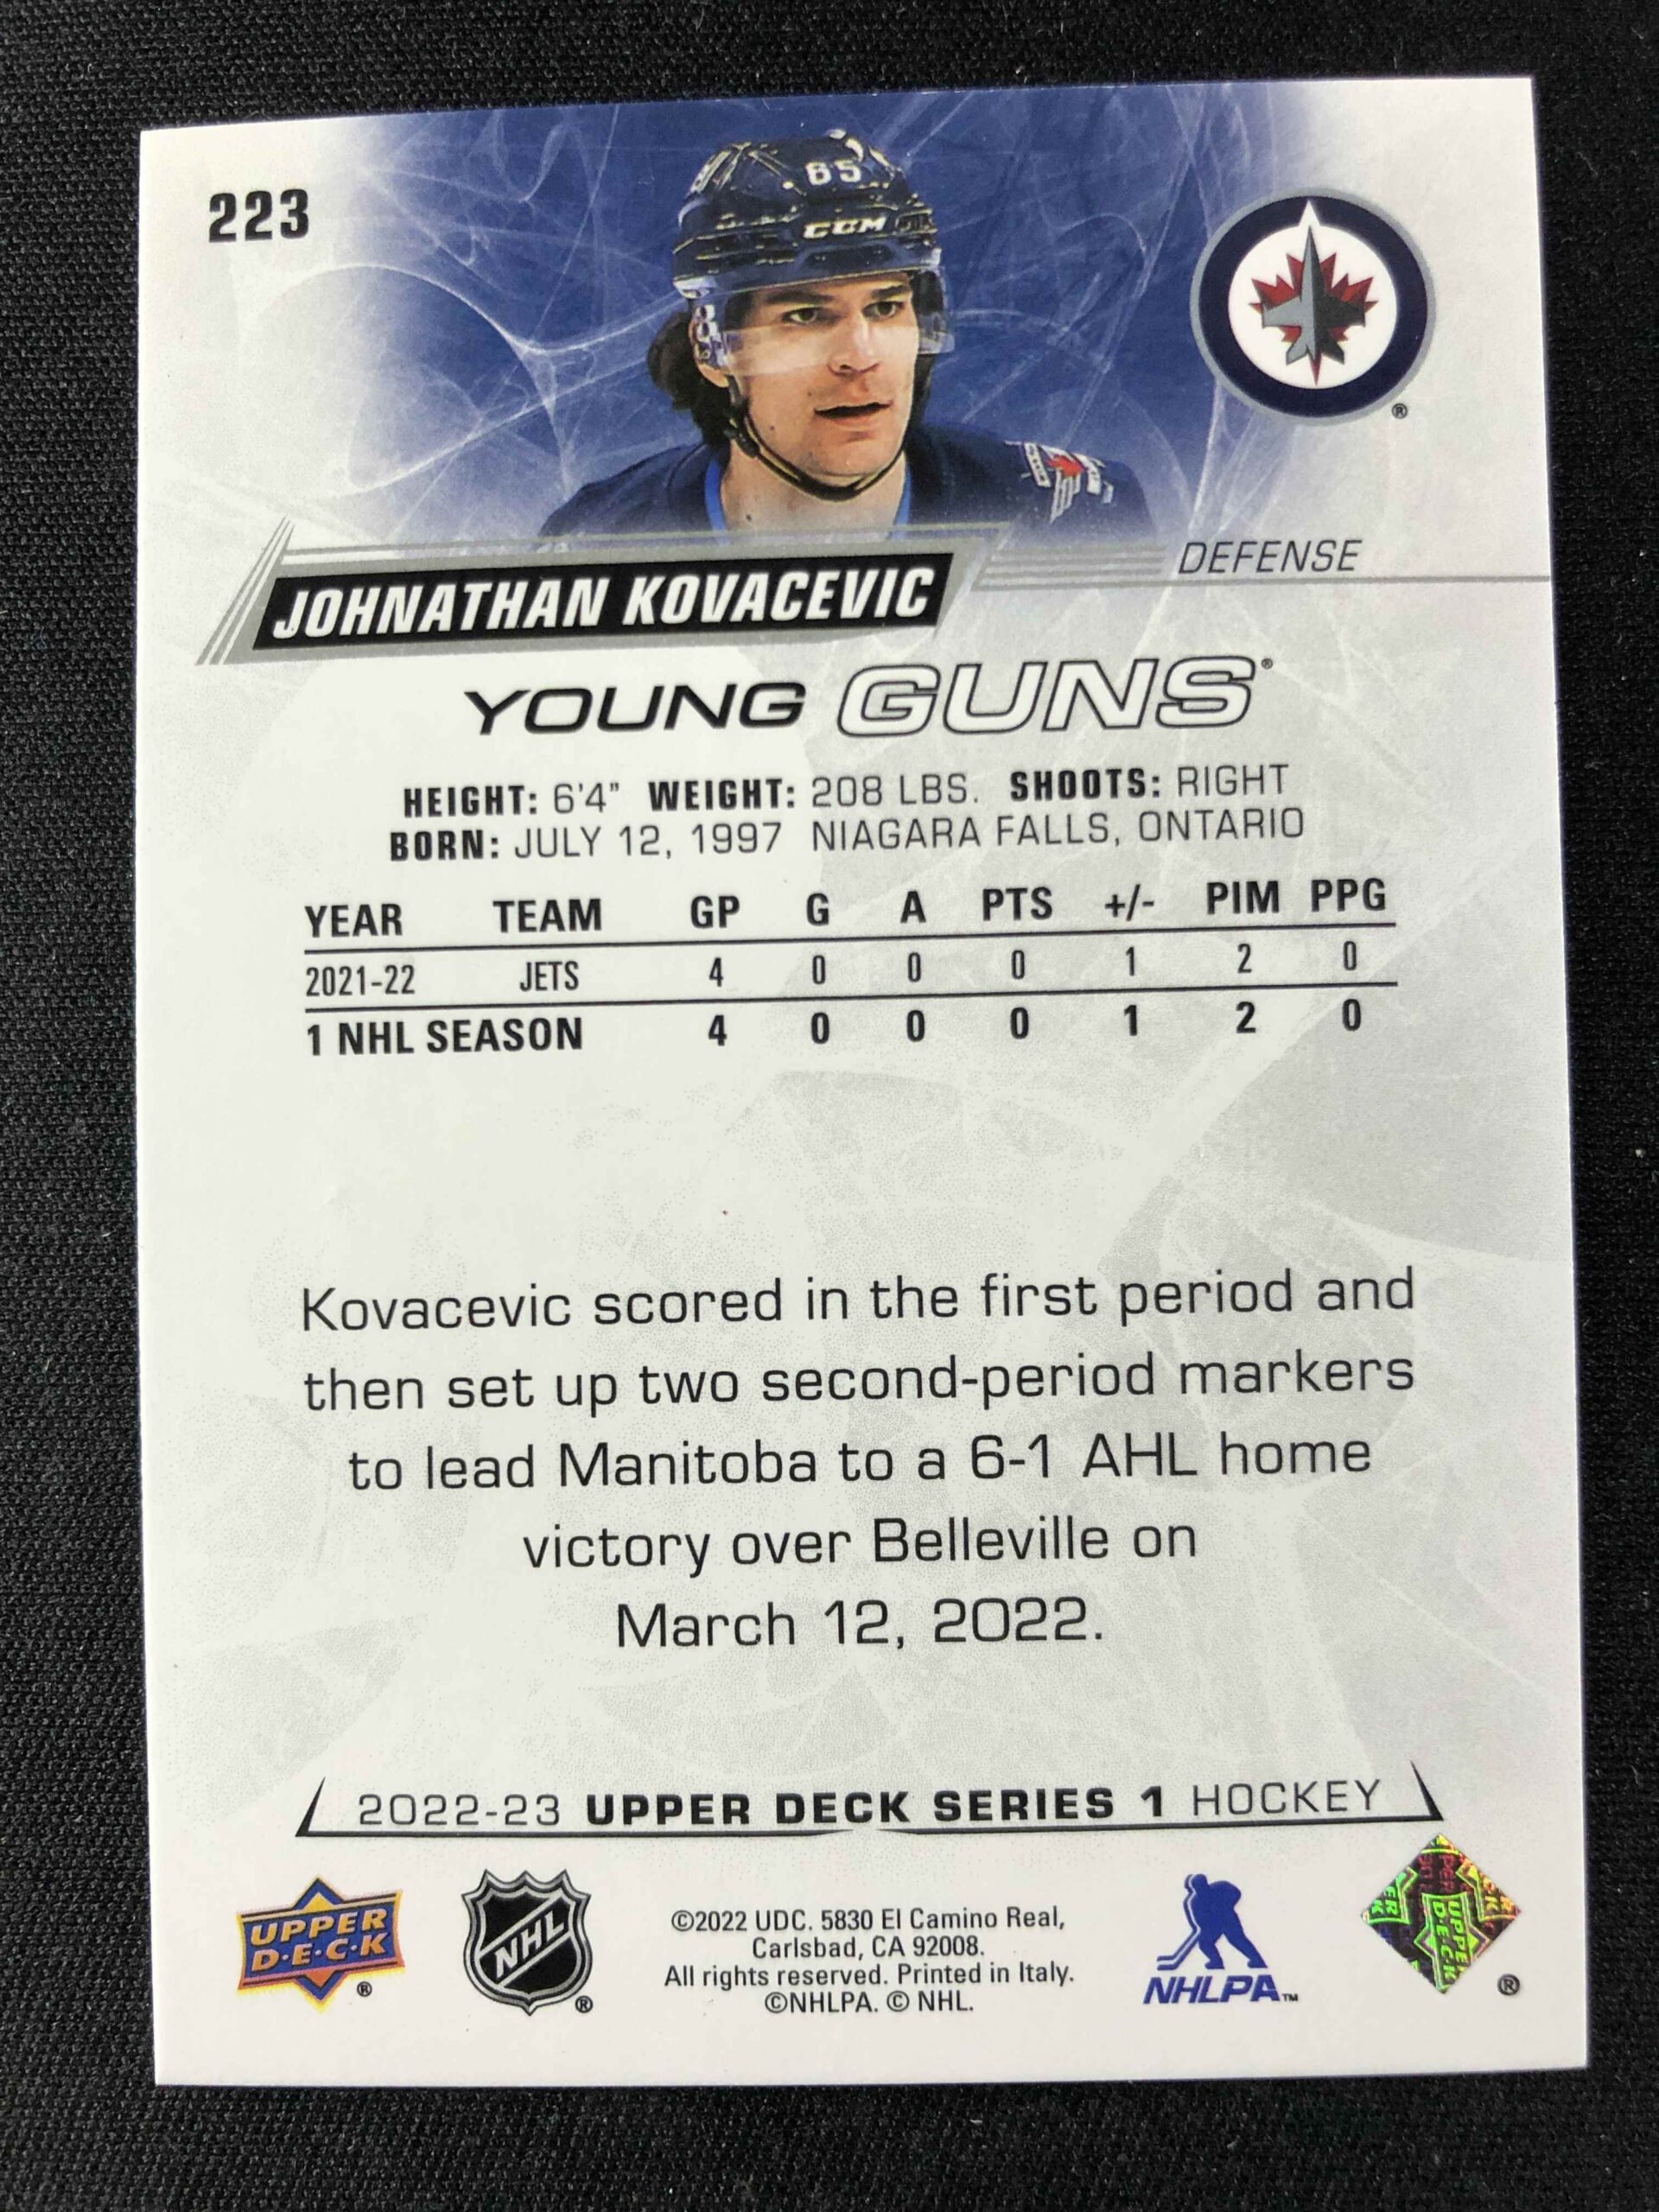 223
65
CCM
®
DEFENSE
JOHNATHAN KOVACEVIC
YOUNG GUNS®
HEIGHT: 6'4" WEIGHT: 208 LBS. SHOOTS: RIGHT
BORN: JULY 12, 1997 NIAGARA FALLS, ONTARIO
YEAR TEAM GP G A PTS +/- PIM PPG
2021-22 JETS 4 0 0 0 1 2 0
1 NHL SEASON 4 0 0 0 1 2 0
Kovacevic scored in the first period and
then set up two second-period markers
to lead Manitoba to a 6-1 AHL home
victory over Belleville on
March 12, 2022.
2022-23 UPPER DECK SERIES 1 HOCKEY
UPPER
D·E·C·K
®
NHL
®
©2022 UDC. 5830 El Camino Real,
Carlsbad, CA 92008.
All rights reserved. Printed in Italy.
©NHLPA. © NHL.
NHLPA™
UPPER
D·E·C·K
®